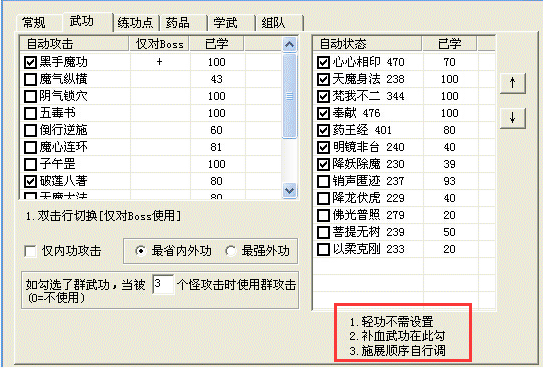 常规 武功 练功点 药品 学武 组队
自动攻击 仅对Boss 已学
黑手魔功 + 100
魔气纵横 43
阴气锁穴 100
五毒书 100
倒行逆施 60
魔心连环 81
子午罡 100
破莲八著 80
天魔大法 80
1.双击行切换[仅对Boss使用]
仅内功攻击 最省内外功 最强外功
如勾选了群武功，当被 3 个怪攻击时使用群攻击
(0=不使用)
自动状态 已学
心心相印 470 70
天魔身法 238 100
梵我不二 344 100
奉献 476 100
药王经 401 80
明镜非台 240 40
降妖除魔 230 39
销声匿迹 237 93
降龙伏虎 229 40
佛光普照 279 20
菩提无树 239 50
以柔克刚 233 20
↑
↓
1.轻功不需设置
2.补血武功在此勾
3.施展顺序自行调